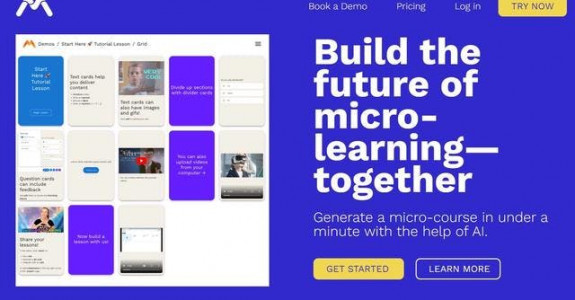 Book a Demo
Pricing
Log in
TRY NOW
Demos / Start Here 🚀 Tutorial Lesson / Grid
Start
Here 🚀
Tutorial
Lesson
Text cards help
you deliver
content
Text cards can
also have images
and gifs!
Divide up sections
with divider cards
Question cards
can include
feedback
You can also
upload videos
from your
computer →
Share your
lessons!
Now build a
lesson with us!
Build the
future of
micro-
learning—
together
Generate a micro-course in under a
minute with the help of AI.
GET STARTED
LEARN MORE